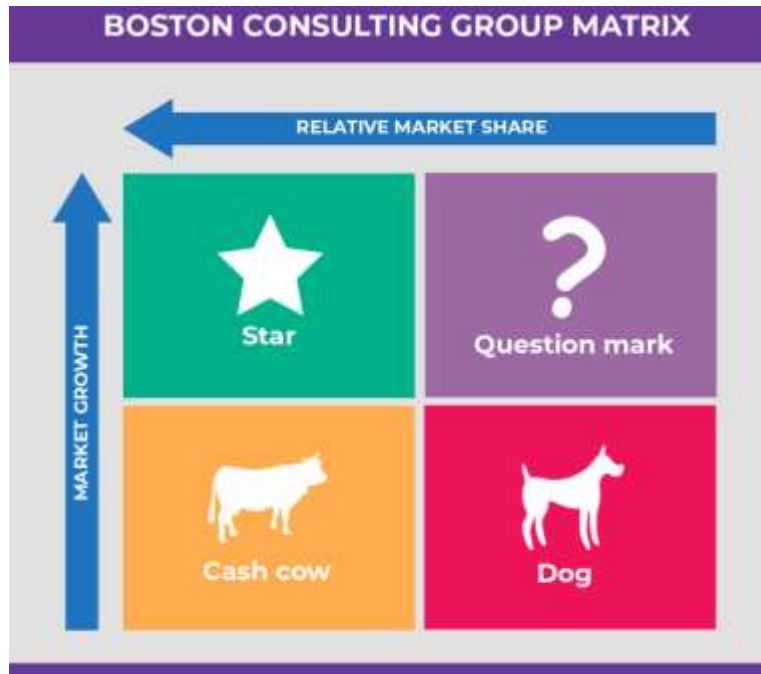 BOSTON CONSULTING GROUP MATRIX
RELATIVE MARKET SHARE
MARKET GROWTH
Star
?
Question mark
Cash cow
Dog